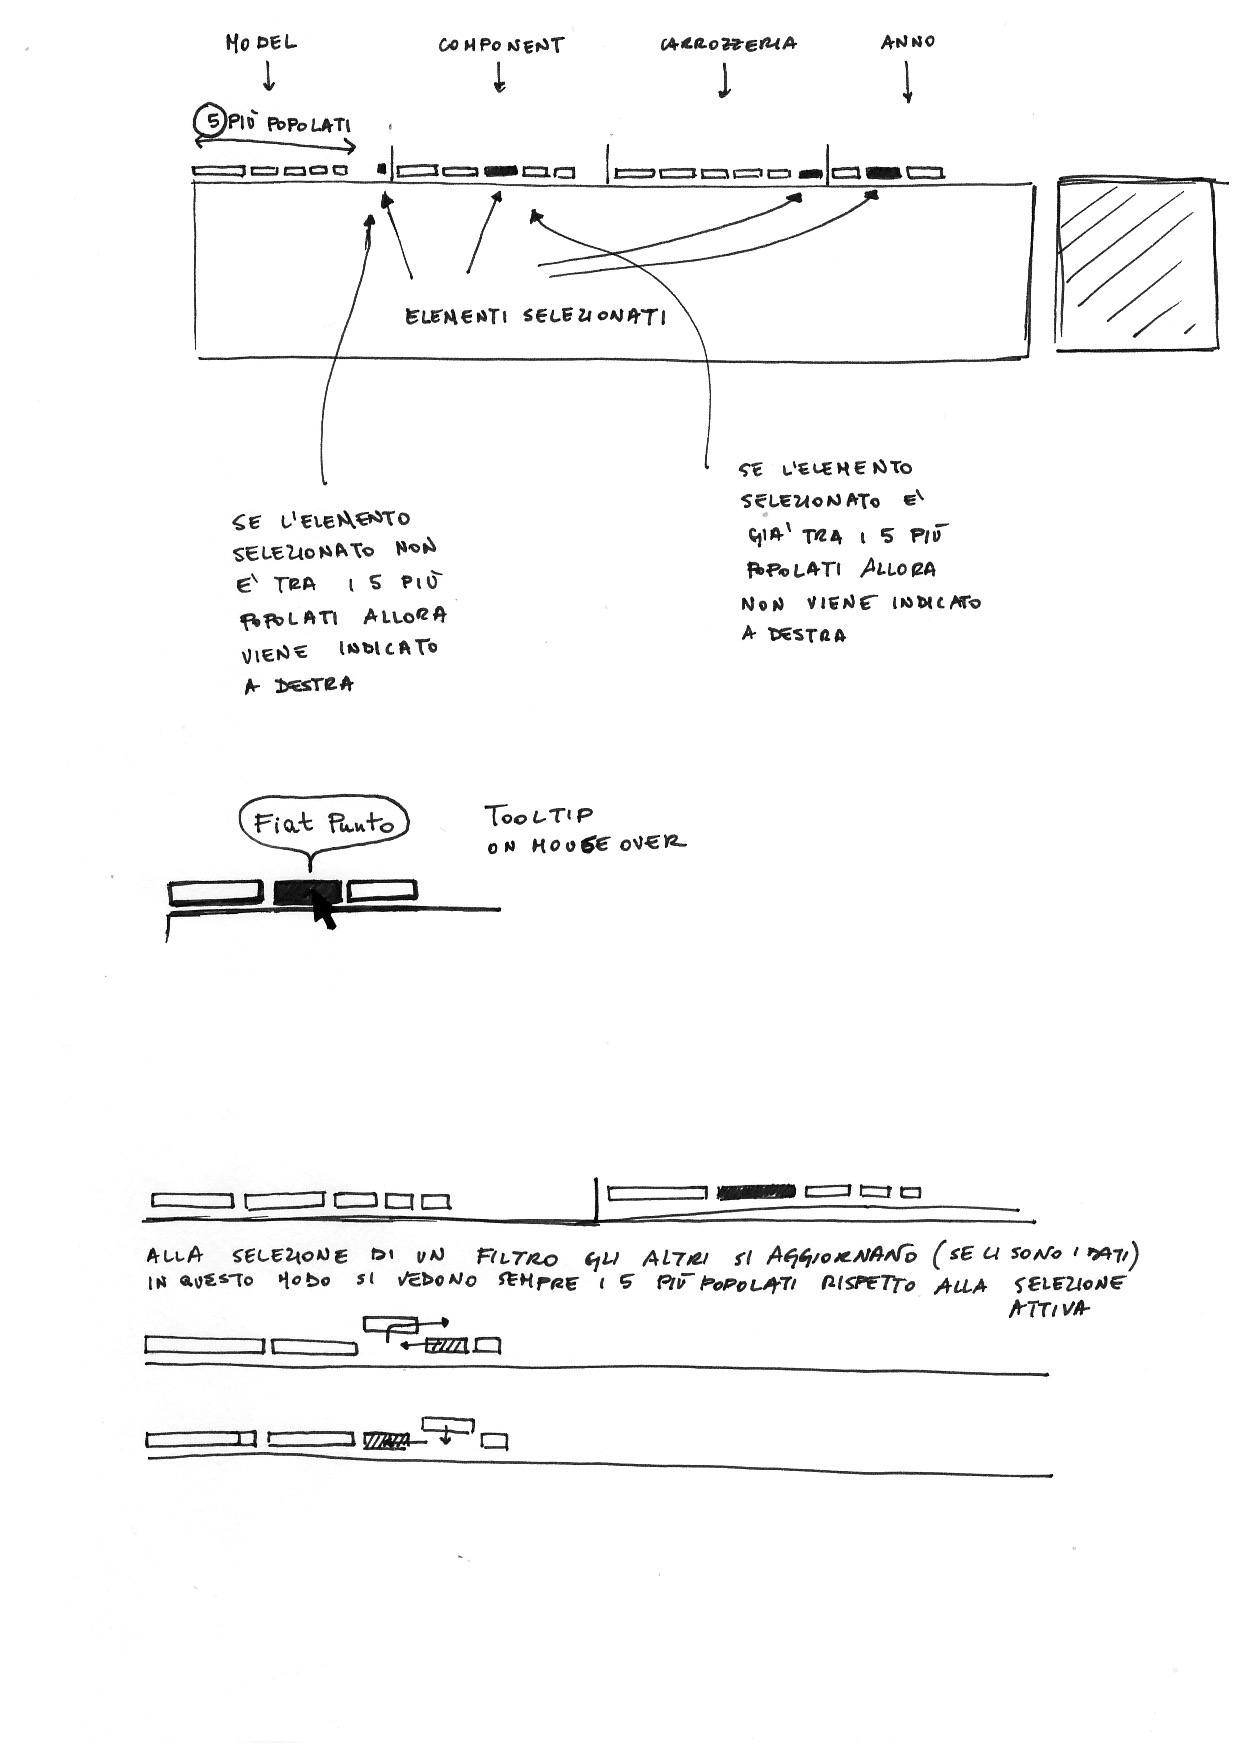 MODEL
COMPONENT
CARROZZERIA
ANNO
5 PIÙ POPOLATI
ELEMENTI SELEZIONATI
SE L'ELEMENTO
SELEZIONATO NON
E' TRA I 5 PIÙ
POPOLATI ALLORA
VIENE INDICATO
A DESTRA
SE L'ELEMENTO
SELEZIONATO E'
GIA' TRA I 5 PIÙ
POPOLATI ALLORA
NON VIENE INDICATO
A DESTRA
Fiat Punto
TOOLTIP
ON MOUSE OVER
ALLA SELEZIONE DI UN FILTRO GLI ALTRI SI AGGIORNANO (SE CI SONO I DATI)
IN QUESTO MODO SI VEDONO SEMPRE I 5 PIÙ POPOLATI RISPETTO ALLA SELEZIONE
ATTIVA